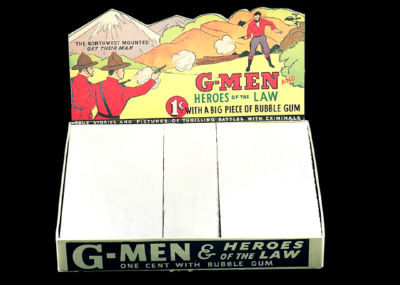 THE NORTHWEST MOUNTED
GET THEIR MAN
G-MEN AND
HEROES OF THE LAW
1¢ WITH A BIG PIECE OF BUBBLE GUM
TRUE STORIES AND PICTURES OF THRILLING BATTLES WITH CRIMINALS
G-MEN & HEROES OF THE LAW
ONE CENT WITH BUBBLE GUM